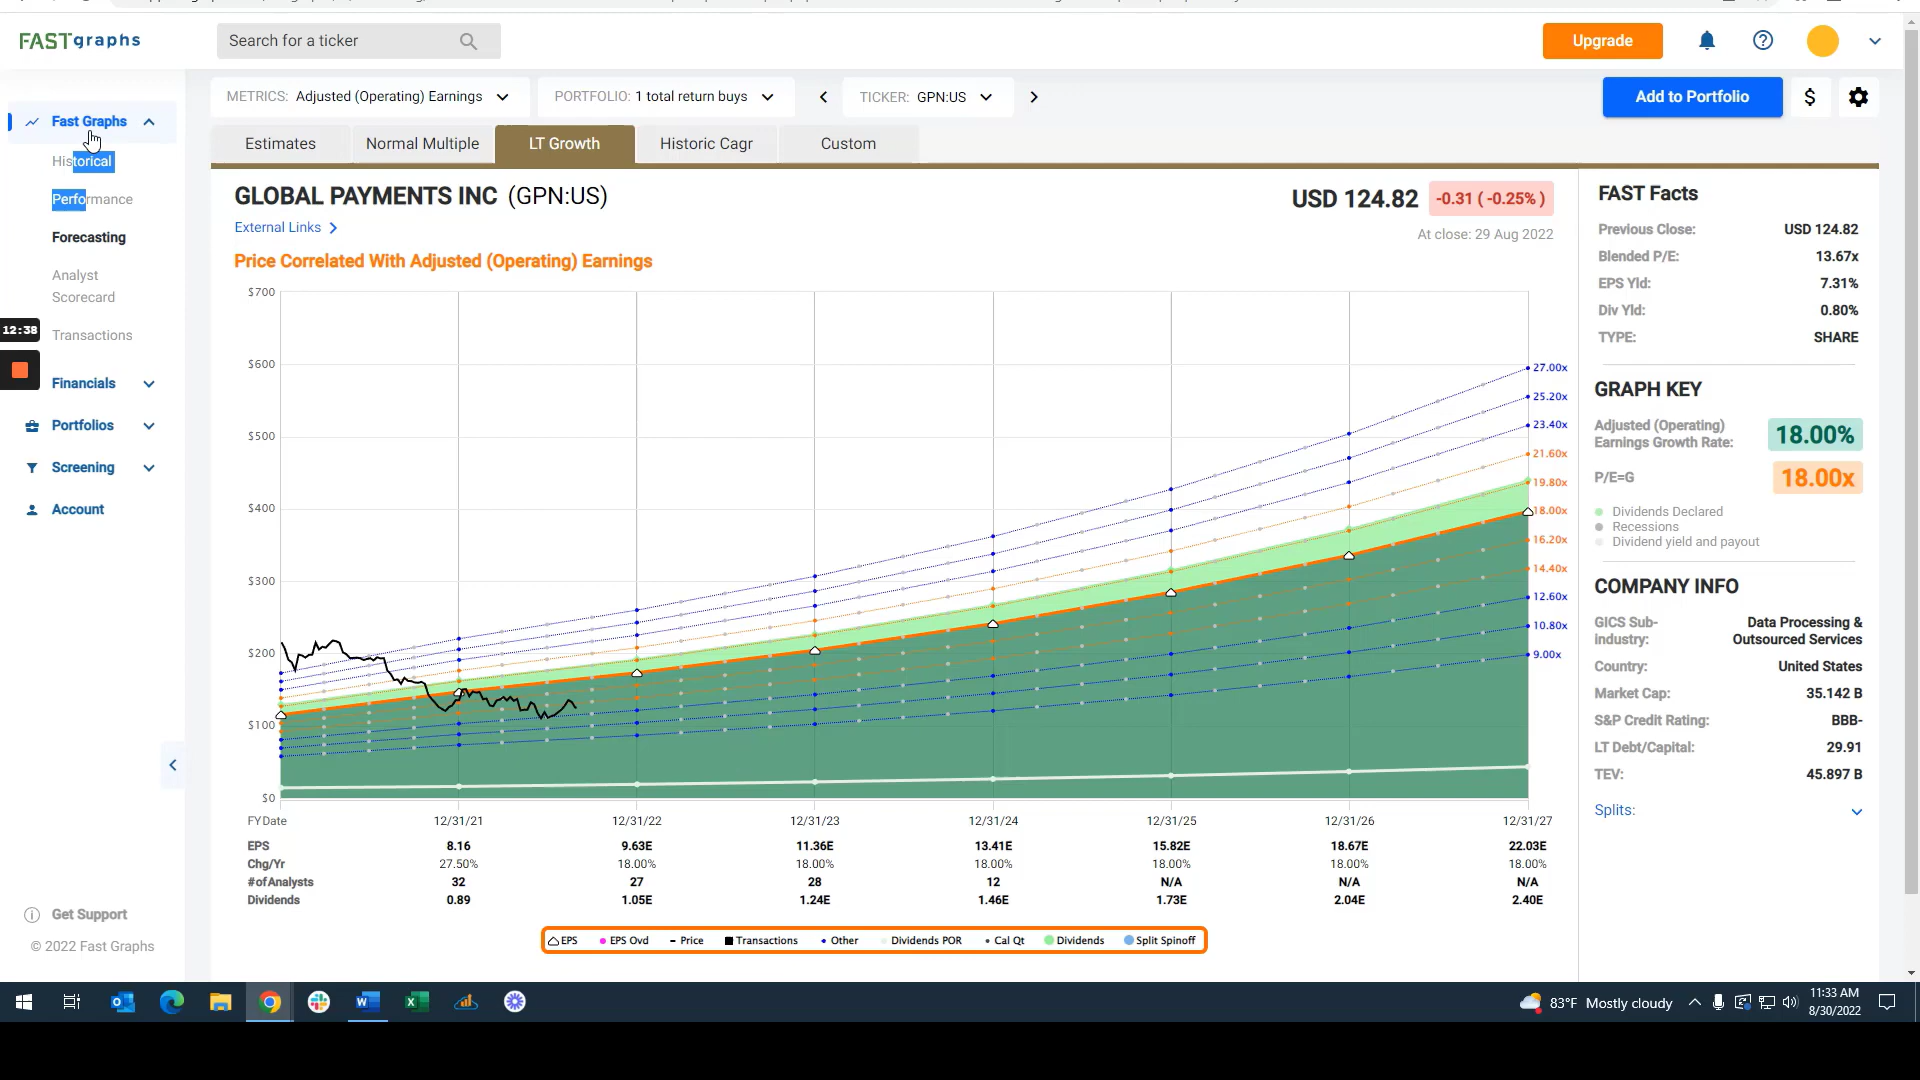 FAST graphs
Search for a ticker
Upgrade
METRICS: Adjusted (Operating) Earnings
PORTFOLIO: 1 total return buys
TICKER: GPN:US
Add to Portfolio
$
Fast Graphs
Historical
Performance
Forecasting
Analyst
Scorecard
Transactions
Financials
Portfolios
Screening
Account
12:38
Get Support
© 2022 Fast Graphs
Estimates
Normal Multiple
LT Growth
Historic Cagr
Custom
GLOBAL PAYMENTS INC (GPN:US)
External Links
USD 124.82 -0.31 ( -0.25% )
At close: 29 Aug 2022
Price Correlated With Adjusted (Operating) Earnings
$700
$600
$500
$400
$300
$200
$100
$0
27.00x
25.20x
23.40x
21.60x
19.80x
18.00x
16.20x
14.40x
12.60x
10.80x
9.00x
FYDate 12/31/21 12/31/22 12/31/23 12/31/24 12/31/25 12/31/26 12/31/27
EPS 8.16 9.63E 11.36E 13.41E 15.82E 18.67E 22.03E
Chg/Yr 27.50% 18.00% 18.00% 18.00% 18.00% 18.00% 18.00%
#ofAnalysts 32 27 28 12 N/A N/A N/A
Dividends 0.89 1.05E 1.24E 1.46E 1.73E 2.04E 2.40E
EPS EPS Ovd Price Transactions Other Dividends POR Cal Qt Dividends Split Spinoff
FAST Facts
Previous Close: USD 124.82
Blended P/E: 13.67x
EPS Yld: 7.31%
Div Yld: 0.80%
TYPE: SHARE
GRAPH KEY
Adjusted (Operating)
Earnings Growth Rate: 18.00%
P/E=G 18.00x
Dividends Declared
Recessions
Dividend yield and payout
COMPANY INFO
GICS Sub-
industry: Data Processing &
Outsourced Services
Country: United States
Market Cap: 35.142 B
S&P Credit Rating: BBB-
LT Debt/Capital: 29.91
TEV: 45.897 B
Splits:
83°F Mostly cloudy
11:33 AM
8/30/2022